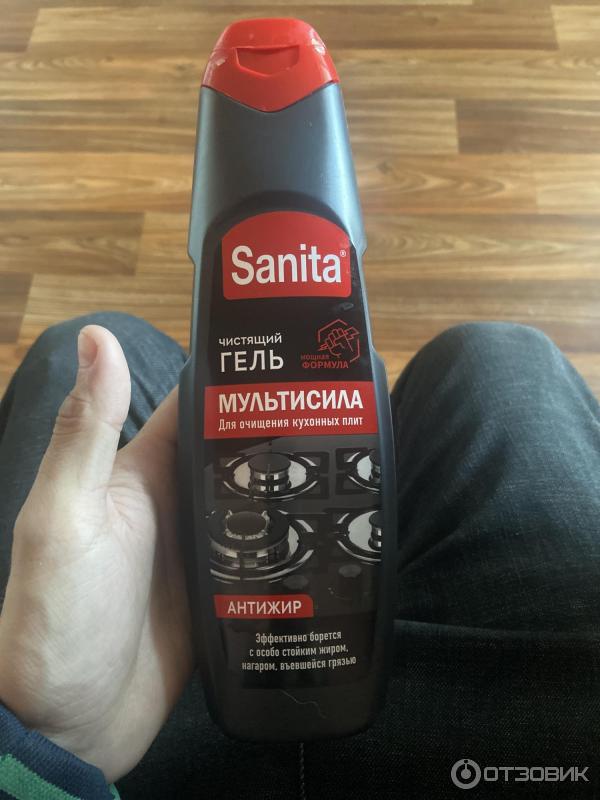 Sanita®
ЧИСТЯЩИЙ
ГЕЛЬ
мощная
ФОРМУЛА
МУЛЬТИСИЛА
Для очищения кухонных плит
АНТИЖИР
Эффективно борется
с особо стойким жиром,
нагаром, въевшейся грязью
ОТЗОВИК